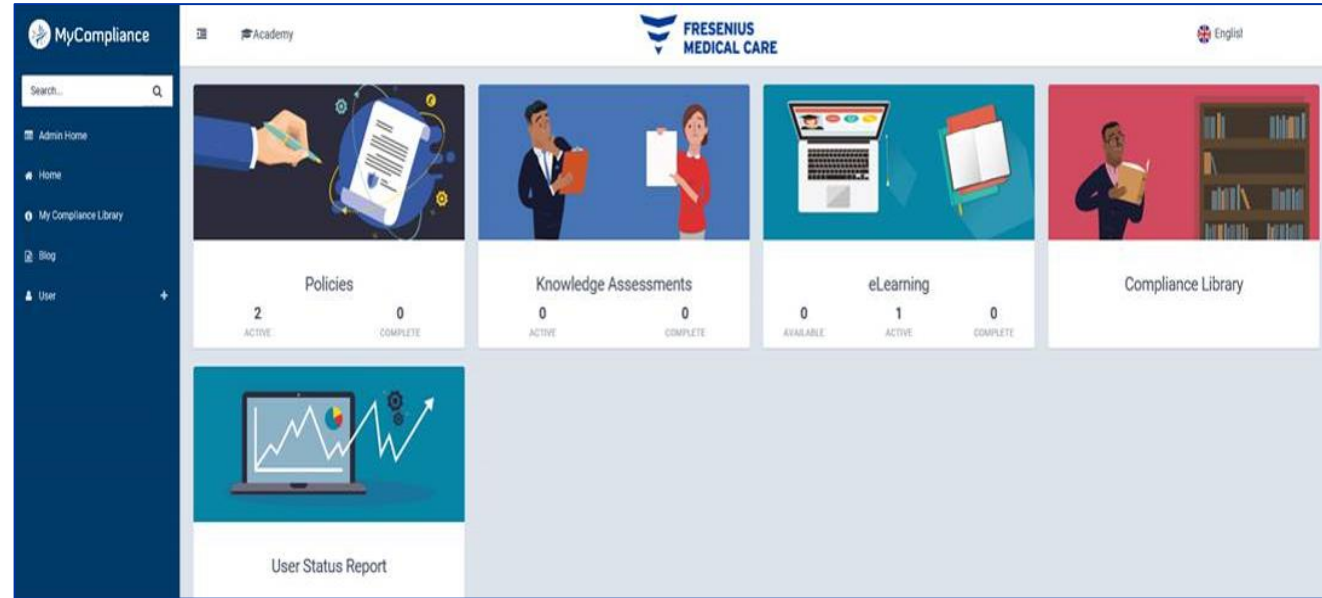 MyCompliance
Academy
FRESENIUS
MEDICAL CARE
English
Search...
Admin Home
Home
My Compliance Library
Blog
User +
Policies
2 0
ACTIVE COMPLETE
Knowledge Assessments
0 0
ACTIVE COMPLETE
eLearning
0 1 0
AVAILABLE ACTIVE COMPLETE
Compliance Library
User Status Report